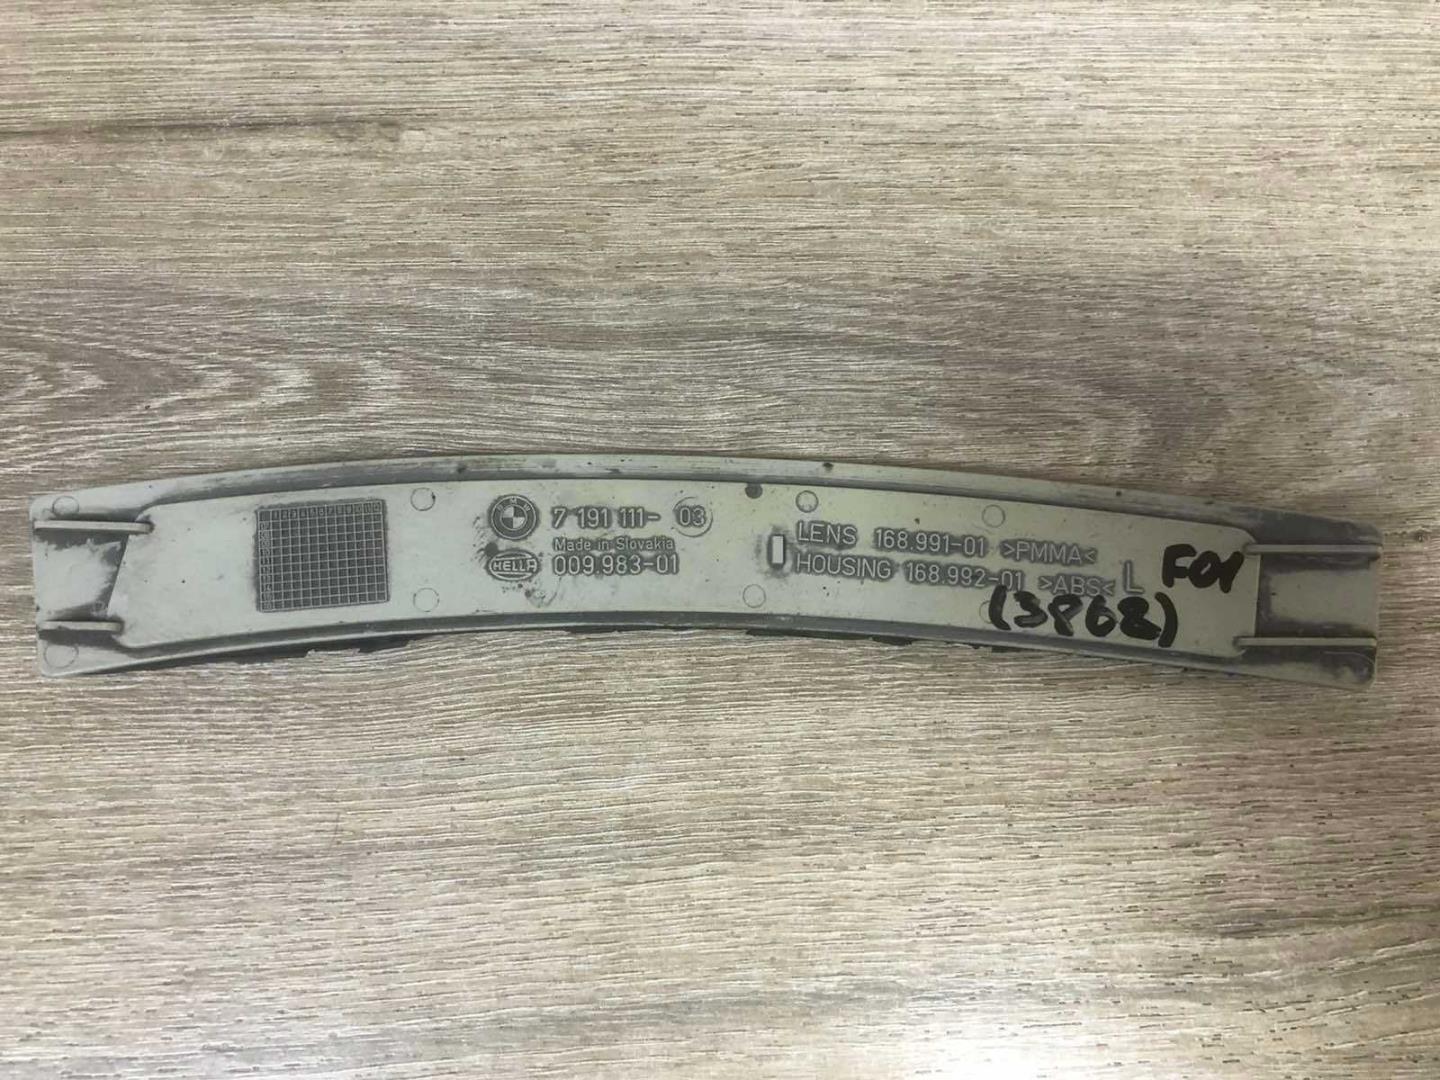 BMW
7 191 111- 03
Made in Slovakia
HELLA 009.983-01
LENS 168.991-01 >PMMA<
HOUSING 168.992-01 >ABS< L
F01
(3868)